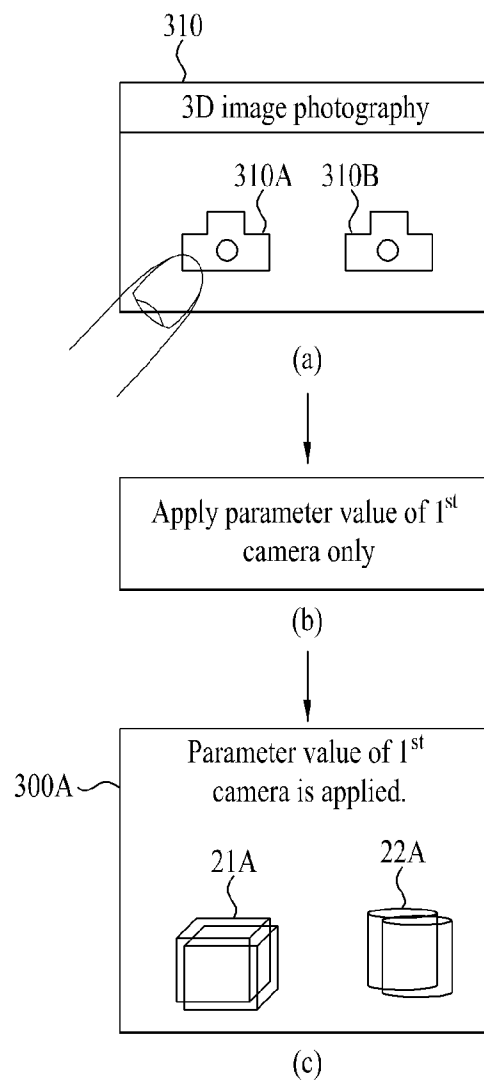 310
3D image photography
310A 310B
(a)
Apply parameter value of 1st
camera only
(b)
300A
Parameter value of 1st
camera is applied.
21A 22A
(c)